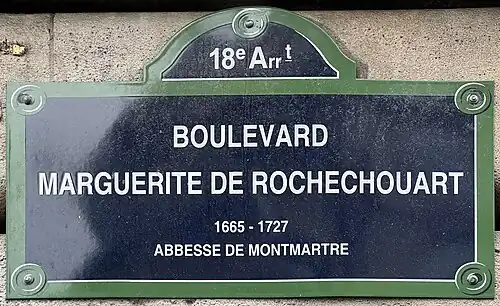 18e Arrt
BOULEVARD
MARGUERITE DE ROCHECHOUART
1665 - 1727
ABBESSE DE MONTMARTRE